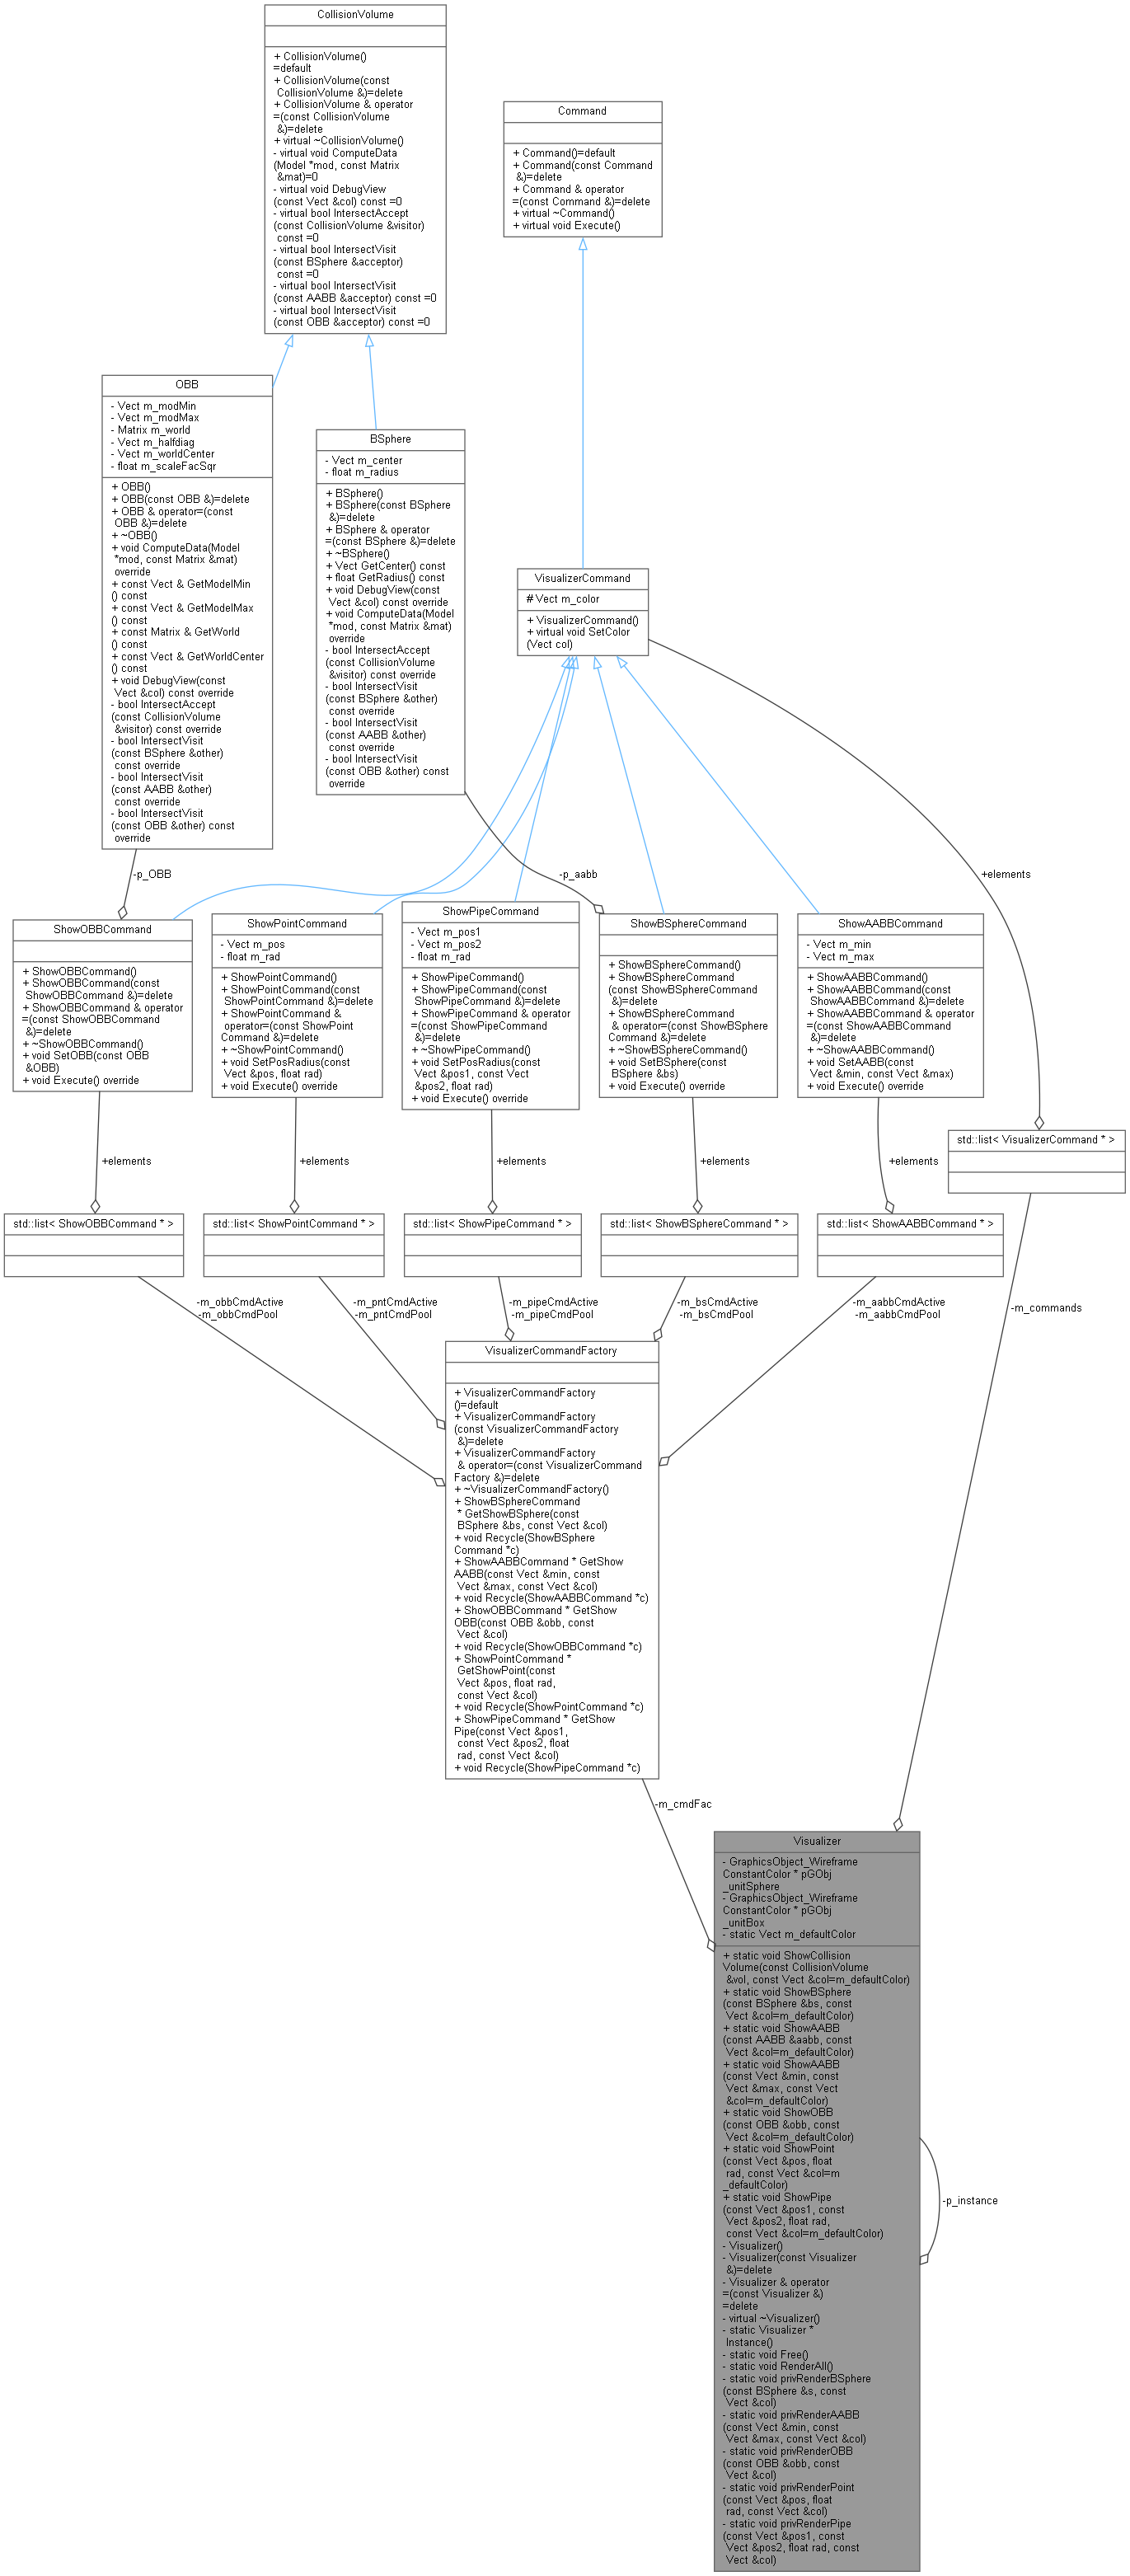 CollisionVolume
+ CollisionVolume()
=default
+ CollisionVolume(const
CollisionVolume &)=delete
+ CollisionVolume & operator
=(const CollisionVolume
&)=delete
+ virtual ~CollisionVolume()
- virtual void ComputeData
(Model *mod, const Matrix
&mat)=0
- virtual void DebugView
(const Vect &col) const =0
- virtual bool IntersectAccept
(const CollisionVolume &visitor)
const =0
- virtual bool IntersectVisit
(const BSphere &acceptor)
const =0
- virtual bool IntersectVisit
(const AABB &acceptor) const =0
- virtual bool IntersectVisit
(const OBB &acceptor) const =0
Command
+ Command()=default
+ Command(const Command
&)=delete
+ Command & operator
=(const Command &)=delete
+ virtual ~Command()
+ virtual void Execute()
OBB
- Vect m_modMin
- Vect m_modMax
- Matrix m_world
- Vect m_halfdiag
- Vect m_worldCenter
- float m_scaleFacSqr
+ OBB()
+ OBB(const OBB &)=delete
+ OBB & operator=(const
OBB &)=delete
+ ~OBB()
+ void ComputeData(Model
*mod, const Matrix &mat)
override
+ const Vect & GetModelMin
() const
+ const Vect & GetModelMax
() const
+ const Matrix & GetWorld
() const
+ const Vect & GetWorldCenter
() const
+ void DebugView(const
Vect &col) const override
- bool IntersectAccept
(const CollisionVolume
&visitor) const override
- bool IntersectVisit
(const BSphere &other)
const override
- bool IntersectVisit
(const AABB &other)
const override
- bool IntersectVisit
(const OBB &other) const
override
BSphere
- Vect m_center
- float m_radius
+ BSphere()
+ BSphere(const BSphere
&)=delete
+ BSphere & operator
=(const BSphere &)=delete
+ ~BSphere()
+ Vect GetCenter() const
+ float GetRadius() const
+ void DebugView(const
Vect &col) const override
+ void ComputeData(Model
*mod, const Matrix &mat)
override
- bool IntersectAccept
(const CollisionVolume
&visitor) const override
- bool IntersectVisit
(const BSphere &other)
const override
- bool IntersectVisit
(const AABB &other)
const override
- bool IntersectVisit
(const OBB &other) const
override
VisualizerCommand
# Vect m_color
+ VisualizerCommand()
+ virtual void SetColor
(Vect col)
-p_OBB
-p_aabb
+elements
ShowOBBCommand
+ ShowOBBCommand()
+ ShowOBBCommand(const
ShowOBBCommand &)=delete
+ ShowOBBCommand & operator
=(const ShowOBBCommand
&)=delete
+ ~ShowOBBCommand()
+ void SetOBB(const OBB
&OBB)
+ void Execute() override
ShowPointCommand
- Vect m_pos
- float m_rad
+ ShowPointCommand()
+ ShowPointCommand(const
ShowPointCommand &)=delete
+ ShowPointCommand &
operator=(const ShowPoint
Command &)=delete
+ ~ShowPointCommand()
+ void SetPosRadius(const
Vect &pos, float rad)
+ void Execute() override
ShowPipeCommand
- Vect m_pos1
- Vect m_pos2
- float m_rad
+ ShowPipeCommand()
+ ShowPipeCommand(const
ShowPipeCommand &)=delete
+ ShowPipeCommand & operator
=(const ShowPipeCommand
&)=delete
+ ~ShowPipeCommand()
+ void SetPosRadius(const
Vect &pos1, const Vect
&pos2, float rad)
+ void Execute() override
ShowBSphereCommand
+ ShowBSphereCommand()
+ ShowBSphereCommand
(const ShowBSphereCommand
&)=delete
+ ShowBSphereCommand
& operator=(const ShowBSphere
Command &)=delete
+ ~ShowBSphereCommand()
+ void SetBSphere(const
BSphere &bs)
+ void Execute() override
ShowAABBCommand
- Vect m_min
- Vect m_max
+ ShowAABBCommand()
+ ShowAABBCommand(const
ShowAABBCommand &)=delete
+ ShowAABBCommand & operator
=(const ShowAABBCommand
&)=delete
+ ~ShowAABBCommand()
+ void SetAABB(const
Vect &min, const Vect &max)
+ void Execute() override
std::list< VisualizerCommand * >
+elements
+elements
+elements
+elements
+elements
std::list< ShowOBBCommand * >
std::list< ShowPointCommand * >
std::list< ShowPipeCommand * >
std::list< ShowBSphereCommand * >
std::list< ShowAABBCommand * >
-m_obbCmdActive
-m_obbCmdPool
-m_pntCmdActive
-m_pntCmdPool
-m_pipeCmdActive
-m_pipeCmdPool
-m_bsCmdActive
-m_bsCmdPool
-m_aabbCmdActive
-m_aabbCmdPool
-m_commands
VisualizerCommandFactory
+ VisualizerCommandFactory
()=default
+ VisualizerCommandFactory
(const VisualizerCommandFactory
&)=delete
+ VisualizerCommandFactory
& operator=(const VisualizerCommand
Factory &)=delete
+ ~VisualizerCommandFactory()
+ ShowBSphereCommand
* GetShowBSphere(const
BSphere &bs, const Vect &col)
+ void Recycle(ShowBSphere
Command *c)
+ ShowAABBCommand * GetShow
AABB(const Vect &min, const
Vect &max, const Vect &col)
+ void Recycle(ShowAABBCommand *c)
+ ShowOBBCommand * GetShow
OBB(const OBB &obb, const
Vect &col)
+ void Recycle(ShowOBBCommand *c)
+ ShowPointCommand *
GetShowPoint(const
Vect &pos, float rad,
const Vect &col)
+ void Recycle(ShowPointCommand *c)
+ ShowPipeCommand * GetShow
Pipe(const Vect &pos1,
const Vect &pos2, float
rad, const Vect &col)
+ void Recycle(ShowPipeCommand *c)
-m_cmdFac
Visualizer
- GraphicsObject_Wireframe
ConstantColor * pGObj
_unitSphere
- GraphicsObject_Wireframe
ConstantColor * pGObj
_unitBox
- static Vect m_defaultColor
+ static void ShowCollision
Volume(const CollisionVolume
&vol, const Vect &col=m_defaultColor)
+ static void ShowBSphere
(const BSphere &bs, const
Vect &col=m_defaultColor)
+ static void ShowAABB
(const AABB &aabb, const
Vect &col=m_defaultColor)
+ static void ShowAABB
(const Vect &min, const
Vect &max, const Vect
&col=m_defaultColor)
+ static void ShowOBB
(const OBB &obb, const
Vect &col=m_defaultColor)
+ static void ShowPoint
(const Vect &pos, float
rad, const Vect &col=m
_defaultColor)
+ static void ShowPipe
(const Vect &pos1, const
Vect &pos2, float rad,
const Vect &col=m_defaultColor)
- Visualizer()
- Visualizer(const Visualizer
&)=delete
- Visualizer & operator
=(const Visualizer &)
=delete
- virtual ~Visualizer()
- static Visualizer *
Instance()
- static void Free()
- static void RenderAll()
- static void privRenderBSphere
(const BSphere &s, const
Vect &col)
- static void privRenderAABB
(const Vect &min, const
Vect &max, const Vect &col)
- static void privRenderOBB
(const OBB &obb, const
Vect &col)
- static void privRenderPoint
(const Vect &pos, float
rad, const Vect &col)
- static void privRenderPipe
(const Vect &pos1, const
Vect &pos2, float rad, const
Vect &col)
-p_instance